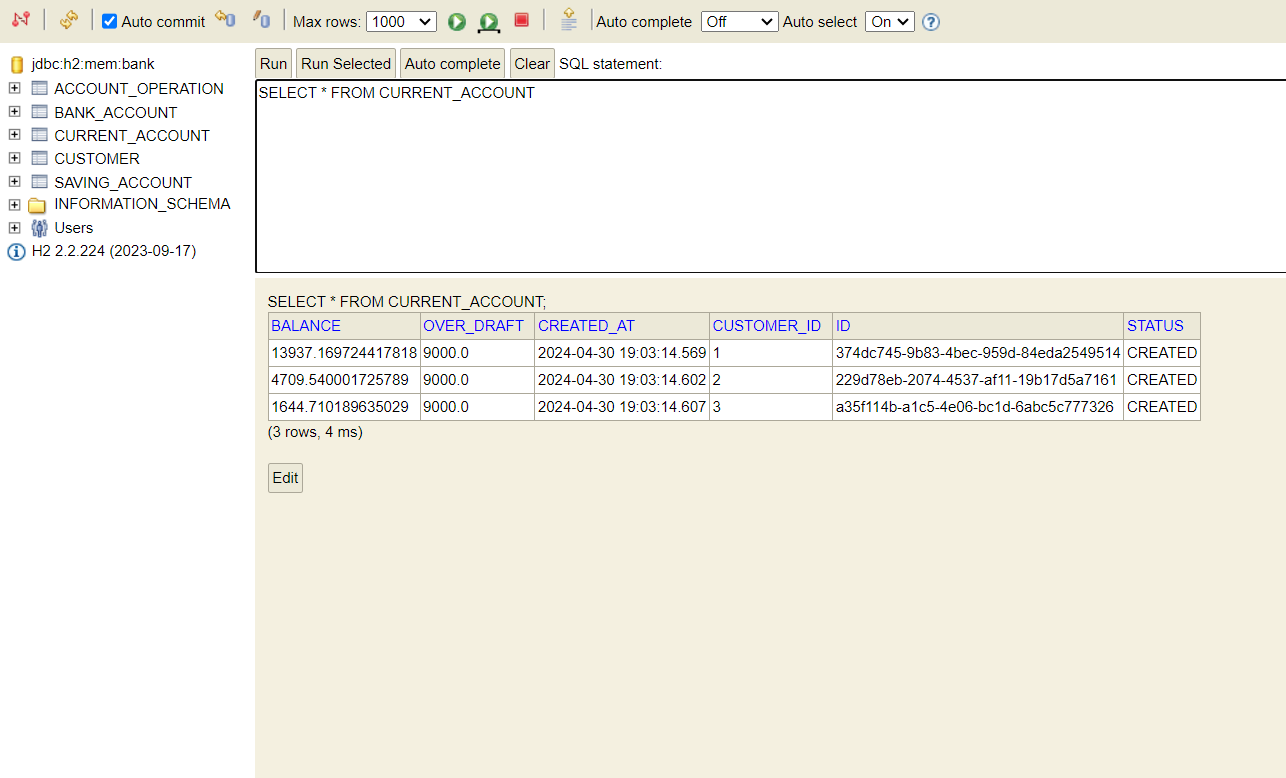 Auto commit Max rows: 1000 Auto complete Off Auto select On ?
jdbc:h2:mem:bank
ACCOUNT_OPERATION
BANK_ACCOUNT
CURRENT_ACCOUNT
CUSTOMER
SAVING_ACCOUNT
INFORMATION_SCHEMA
Users
H2 2.2.224 (2023-09-17)
Run Run Selected Auto complete Clear SQL statement:
SELECT * FROM CURRENT_ACCOUNT
SELECT * FROM CURRENT_ACCOUNT;
BALANCE OVER_DRAFT CREATED_AT CUSTOMER_ID ID STATUS
13937.169724417818 9000.0 2024-04-30 19:03:14.569 1 374dc745-9b83-4bec-959d-84eda2549514 CREATED
4709.540001725789 9000.0 2024-04-30 19:03:14.602 2 229d78eb-2074-4537-af11-19b17d5a7161 CREATED
1644.710189635029 9000.0 2024-04-30 19:03:14.607 3 a35f114b-a1c5-4e06-bc1d-6abc5c777326 CREATED
(3 rows, 4 ms)
Edit